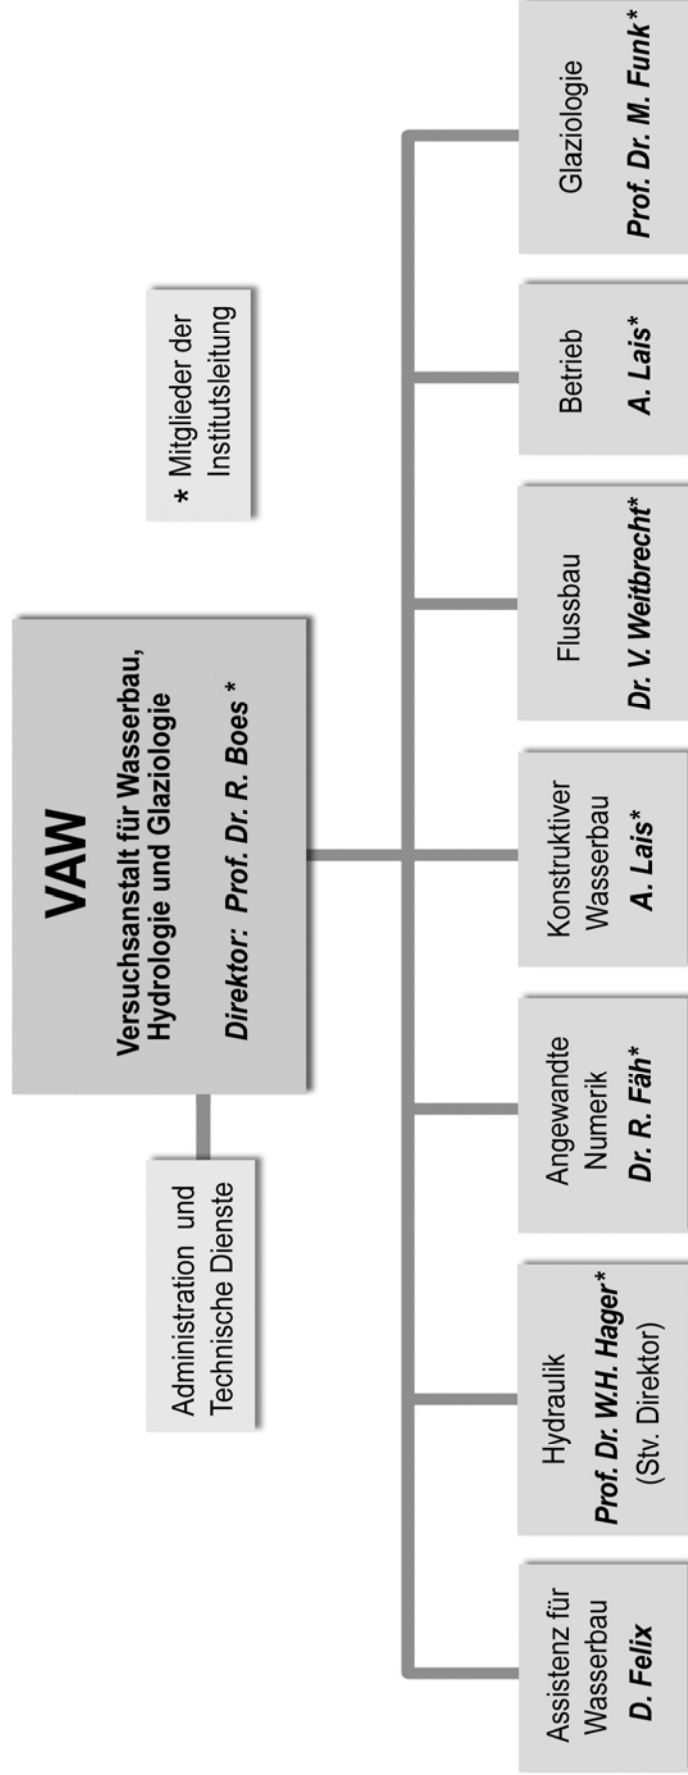 VAW
Versuchsanstalt für Wasserbau,
Hydrologie und Glaziologie
Direktor: Prof. Dr. R. Boes *
Administration und
Technische Dienste
* Mitglieder der
Institutsleitung
Assistenz für
Wasserbau
D. Felix
Hydraulik
Prof. Dr. W.H. Hager*
(Stv. Direktor)
Angewandte
Numerik
Dr. R. Fäh*
Konstruktiver
Wasserbau
A. Lais*
Flussbau
Dr. V. Weitbrecht*
Betrieb
A. Lais*
Glaziologie
Prof. Dr. M. Funk*